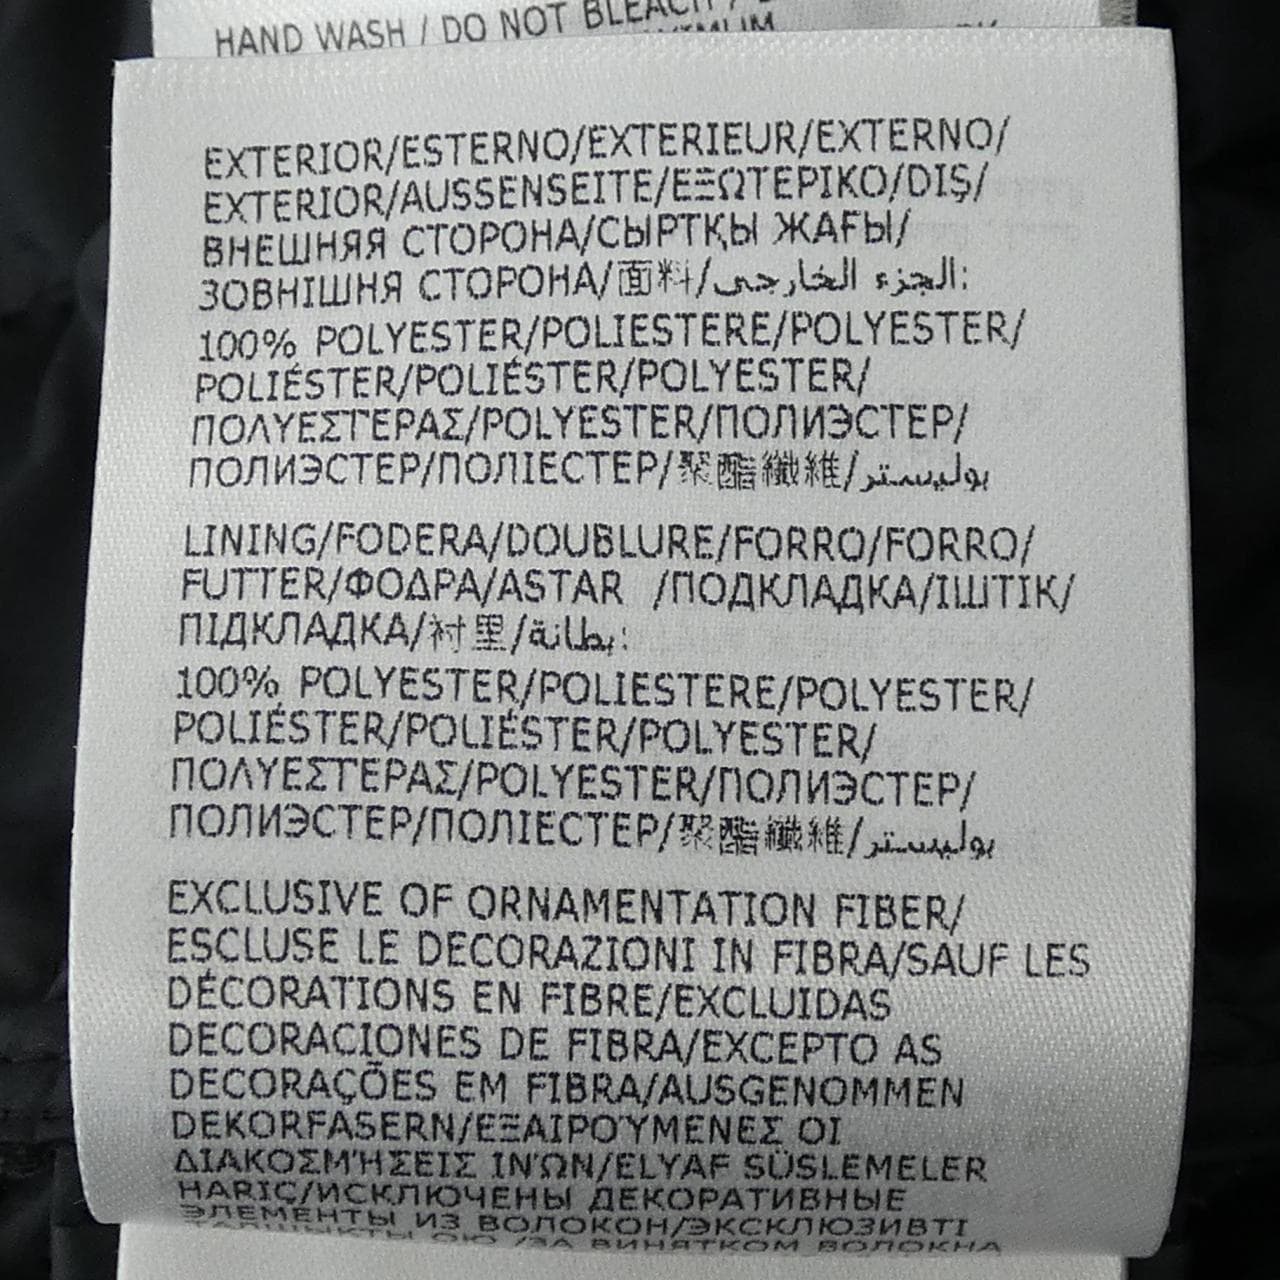 HAND WASH / DO NOT BLEACH /
EXTERIOR/ESTERNO/EXTERIEUR/EXTERNO/
EXTERIOR/AUSSENSEITE/ΕΞΩΤΕΡΙΚΟ/DIŞ/
ВНЕШНЯЯ СТОРОНА/СЫРТҚЫ ЖАҒЫ/
ЗОВНІШНЯ СТОРОНА/面料/الجزء الخارجى:
100% POLYESTER/POLIESTERE/POLYESTER/
POLIÉSTER/POLIÉSTER/POLYESTER/
ΠΟΛΥΕΣΤΕΡΑΣ/POLYESTER/ПОЛИЭСТЕР/
ПОЛИЭСТЕР/ПОЛІЕСТЕР/聚酯纖維/بوليستر
LINING/FODERA/DOUBLURE/FORRO/FORRO/
FUTTER/ΦΟΔΡΑ/ASTAR /ПОДКЛАДКА/ІШТІК/
ПІДКЛАДКА/衬里/بطانة:
100% POLYESTER/POLIESTERE/POLYESTER/
POLIÉSTER/POLIÉSTER/POLYESTER/
ΠΟΛΥΕΣΤΕΡΑΣ/POLYESTER/ПОЛИЭСТЕР/
ПОЛИЭСТЕР/ПОЛІЕСТЕР/聚酯纖維/بوليستر
EXCLUSIVE OF ORNAMENTATION FIBER/
ESCLUSE LE DECORAZIONI IN FIBRA/SAUF LES
DÉCORATIONS EN FIBRE/EXCLUIDAS
DECORACIONES DE FIBRA/EXCEPTO AS
DECORAÇÕES EM FIBRA/AUSGENOMMEN
DEKORFASERN/ΕΞΑΙΡΟΎΜΕΝΕΣ ΟΙ
ΔΙΑΚΟΣΜΉΣΕΙΣ ΙΝΏΝ/ELYAF SÜSLEMELER
HARIÇ/ИСКЛЮЧЕНЫ ДЕКОРАТИВНЫЕ
ЭЛЕМЕНТЫ ИЗ ВОЛОКОН/ЭКСКЛЮЗИВТІ
/ЗА ВИНЯТКОМ ВОЛОКНА